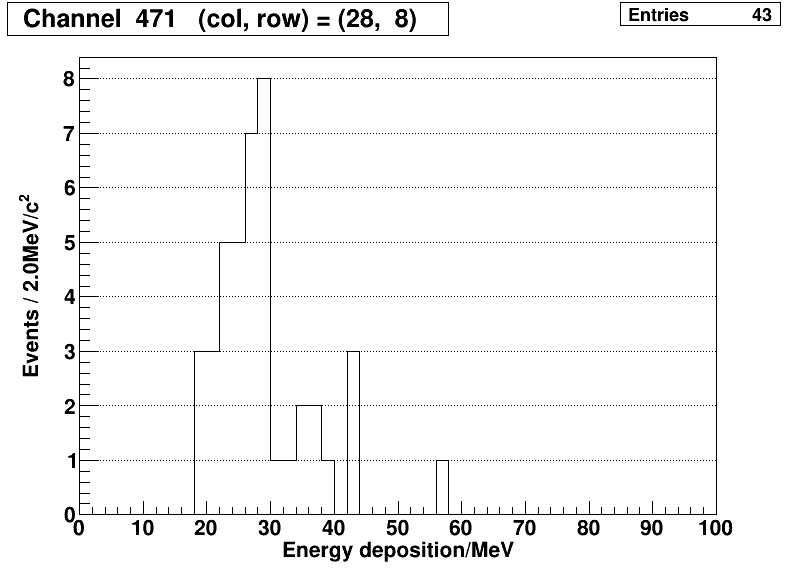 Channel 471 (col, row) = (28, 8)
Entries 43
Events / 2.0MeV/c²
8
7
6
5
4
3
2
1
0
0 10 20 30 40 50 60 70 80 90 100
Energy deposition/MeV